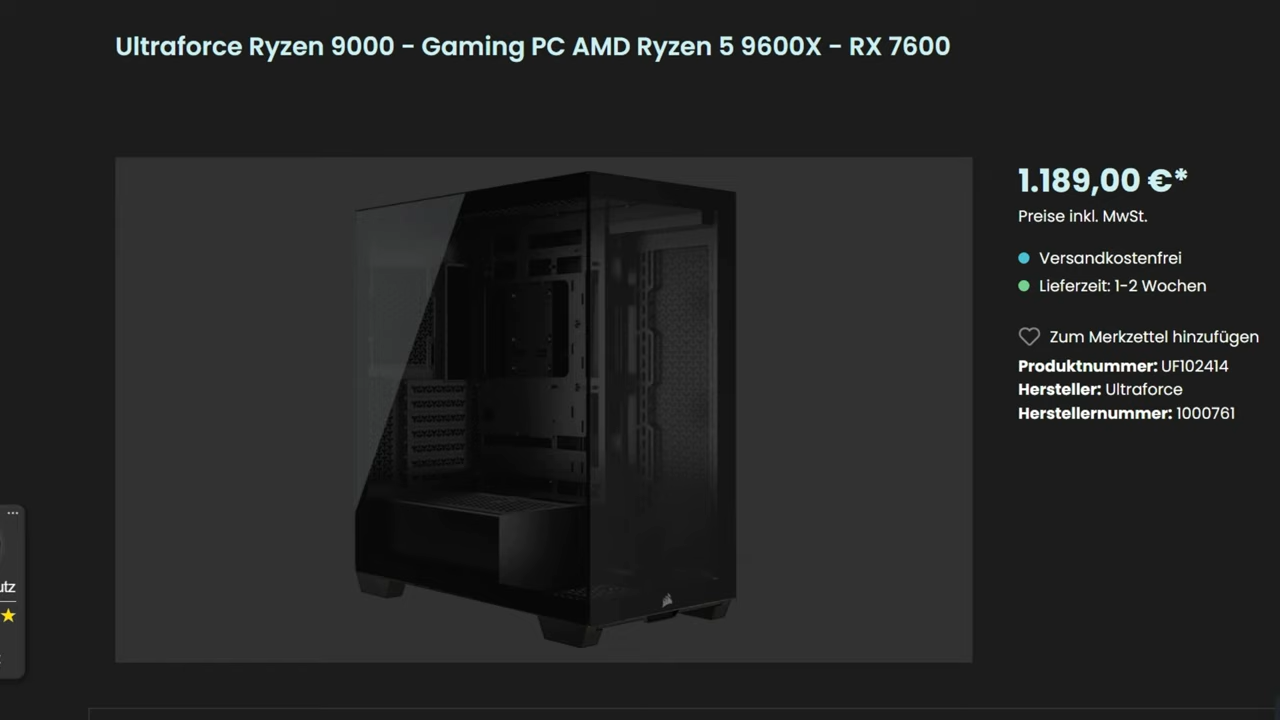 Ultraforce Ryzen 9000 - Gaming PC AMD Ryzen 5 9600X - RX 7600
1.189,00 €*
Preise inkl. MwSt.
Versandkostenfrei
Lieferzeit: 1-2 Wochen
Zum Merkzettel hinzufügen
Produktnummer: UF102414
Hersteller: Ultraforce
Herstellernummer: 1000761
utz